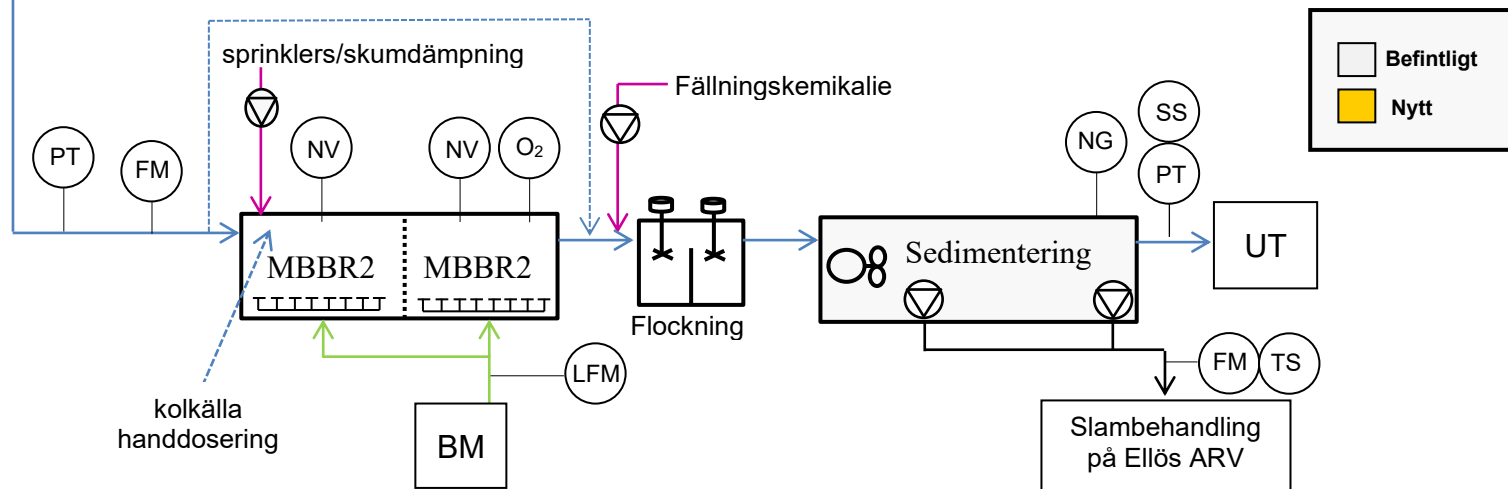 sprinklers/skumdämpning
Fällningskemikalie
Befintligt
Nytt
PT
FM
NV
NV
O₂
NG
SS
PT
MBBR2
MBBR2
Flockning
Sedimentering
UT
kolkälla
handdosering
LFM
BM
FM
TS
Slambehandling
på Ellös ARV